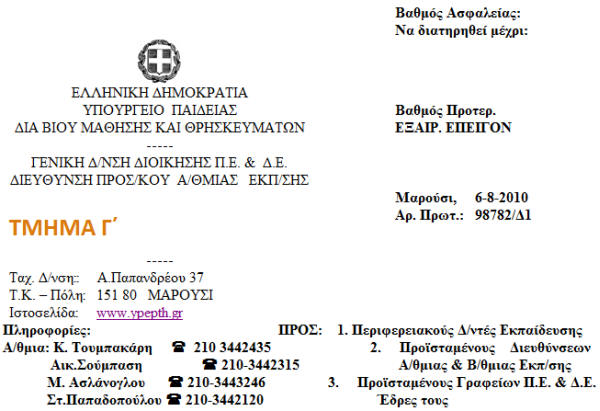 Βαθμός Ασφαλείας:
Να διατηρηθεί μέχρι:
ΕΛΛΗΝΙΚΗ ΔΗΜΟΚΡΑΤΙΑ
ΥΠΟΥΡΓΕΙΟ ΠΑΙΔΕΙΑΣ
ΔΙΑ ΒΙΟΥ ΜΑΘΗΣΗΣ ΚΑΙ ΘΡΗΣΚΕΥΜΑΤΩΝ
-----
ΓΕΝΙΚΗ Δ/ΝΣΗ ΔΙΟΙΚΗΣΗΣ Π.Ε. & Δ.Ε.
ΔΙΕΥΘΥΝΣΗ ΠΡΟΣ/ΚΟΥ Α/ΘΜΙΑΣ ΕΚΠ/ΣΗΣ
Βαθμός Προτερ.
ΕΞΑΙΡ. ΕΠΕΙΓΟΝ
Μαρούσι, 6-8-2010
Αρ. Πρωτ.: 98782/Δ1
ΤΜΗΜΑ Γ΄
-----
Ταχ. Δ/νση: Α.Παπανδρέου 37
Τ.Κ. – Πόλη: 151 80 ΜΑΡΟΥΣΙ
Ιστοσελίδα: www.ypepth.gr
Πληροφορίες:
Α/θμια: Κ. Τουμπακάρη ☎ 210 3442435
Αικ.Σούμπαση ☎ 210-3442315
Μ. Ασλάνογλου ☎ 210-3443246
Στ.Παπαδοπούλου ☎ 210-3442120
ΠΡΟΣ: 1. Περιφερειακούς Δ/ντές Εκπαίδευσης
2. Προϊσταμένους Διευθύνσεων
Α/θμιας & Β/θμιας Εκπ/σης
3. Προϊσταμένους Γραφείων Π.Ε. & Δ.Ε.
Έδρες τους